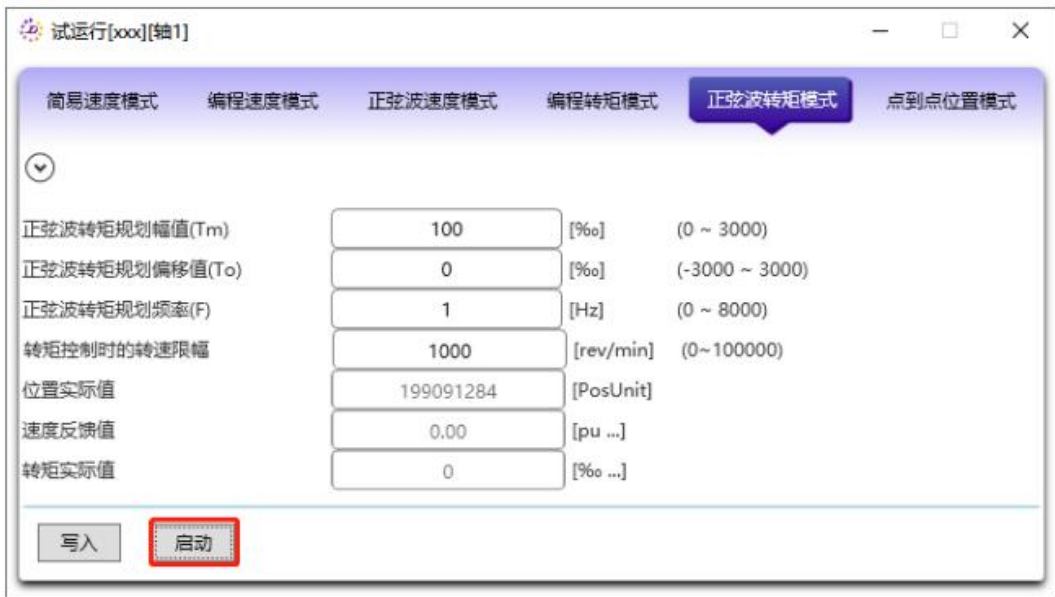 试运行[xxx][轴1]
简易速度模式 编程速度模式 正弦波速度模式 编程转矩模式 正弦波转矩模式 点到点位置模式
正弦波转矩规划幅值(Tm) 100 [‰] (0 ~ 3000)
正弦波转矩规划偏移值(To) 0 [‰] (-3000 ~ 3000)
正弦波转矩规划频率(F) 1 [Hz] (0 ~ 8000)
转矩控制时的转速限幅 1000 [rev/min] (0~100000)
位置实际值 199091284 [PosUnit]
速度反馈值 0.00 [pu ...]
转矩实际值 0 [‰ ...]
写入 启动